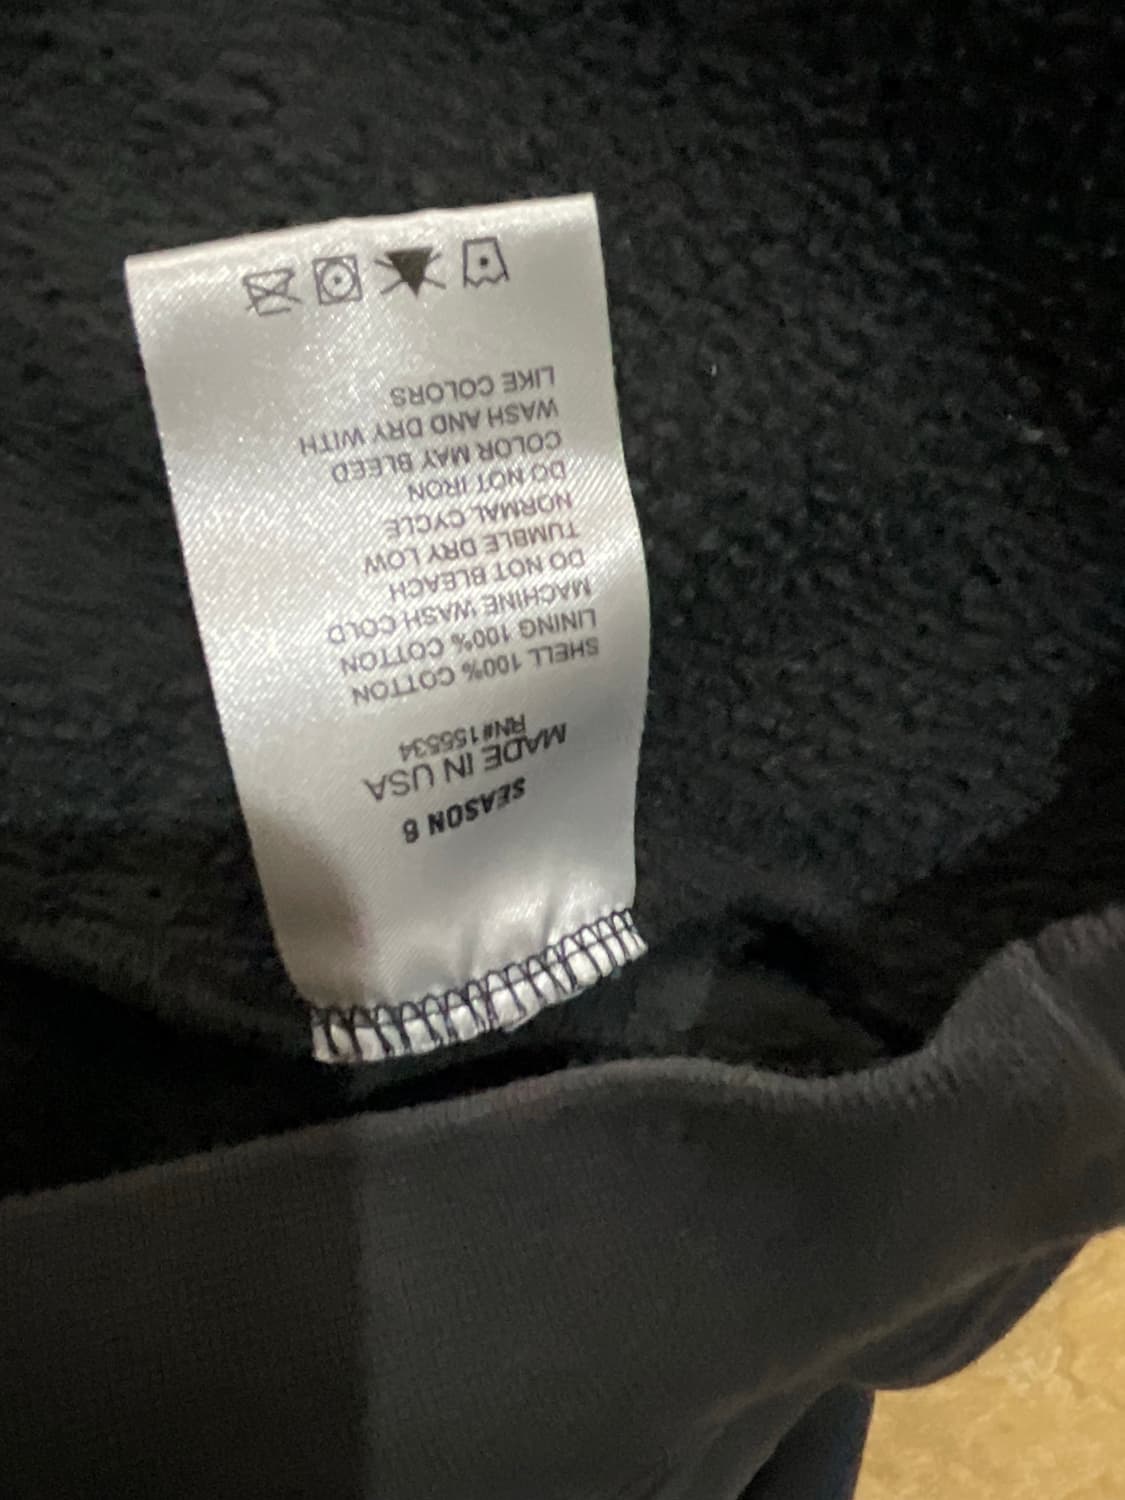 SEASON 6
MADE IN USA
RN#155534
SHELL 100% COTTON
LINING 100% COTTON
MACHINE WASH COLD
DO NOT BLEACH
TUMBLE DRY LOW
NORMAL CYCLE
DO NOT IRON
COLOR MAY BLEED
WASH AND DRY WITH
LIKE COLORS